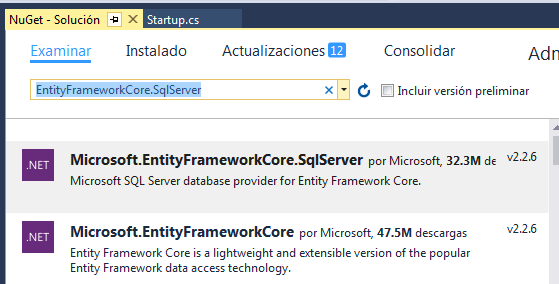 NuGet - Solución Startup.cs
Examinar Instalado Actualizaciones 12 Consolidar Adn
EntityFrameworkCore.SqlServer Incluir versión preliminar
.NET Microsoft.EntityFrameworkCore.SqlServer por Microsoft, 32.3M de v2.2.6
Microsoft SQL Server database provider for Entity Framework Core.
.NET Microsoft.EntityFrameworkCore por Microsoft, 47.5M descargas v2.2.6
Entity Framework Core is a lightweight and extensible version of the popular
Entity Framework data access technology.